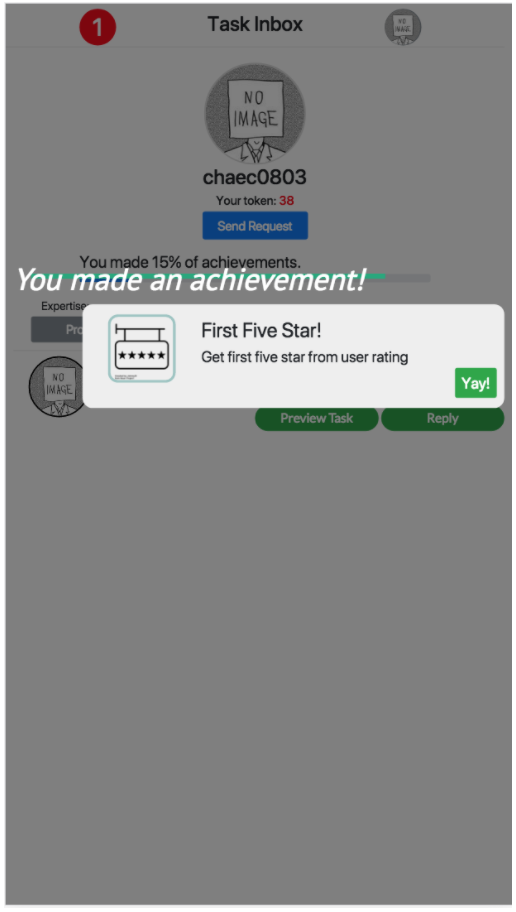 1
Task Inbox
NO
IMAGE
NO
IMAGE
chaec0803
Your token: 38
Send Request
You made 15% of achievements.
You made an achievement!
Expertise
Pro
First Five Star!
Get first five star from user rating
Yay!
NO
IMAGE
Preview Task
Reply